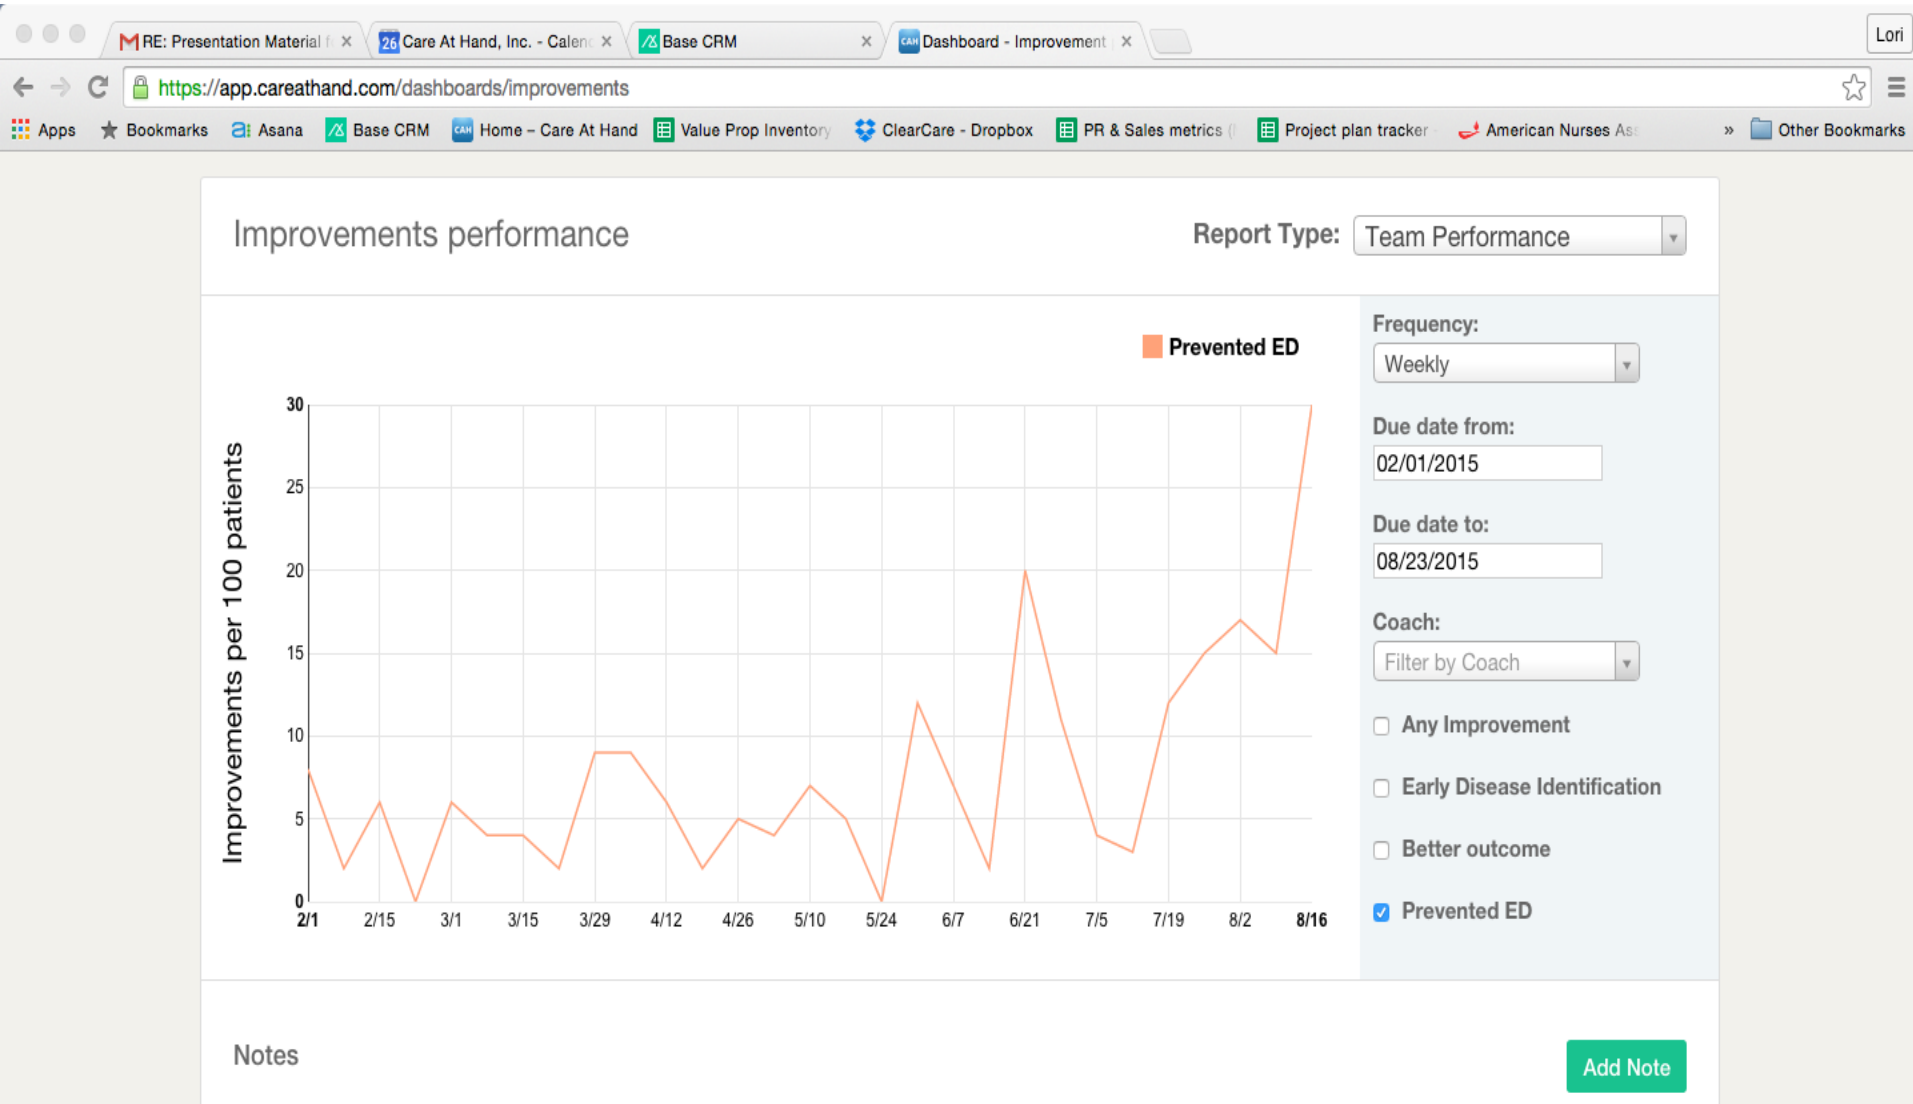 RE: Presentation Material f
Care At Hand, Inc. - Calend
Base CRM
Dashboard - Improvement
Lori
https://app.careathand.com/dashboards/improvements
Apps Bookmarks Asana Base CRM Home – Care At Hand Value Prop Inventory ClearCare - Dropbox PR & Sales metrics ( Project plan tracker - American Nurses Ass » Other Bookmarks
Improvements performance
Report Type: Team Performance
Prevented ED
Improvements per 100 patients
30
25
20
15
10
5
0
2/1 2/15 3/1 3/15 3/29 4/12 4/26 5/10 5/24 6/7 6/21 7/5 7/19 8/2 8/16
Frequency:
Weekly
Due date from:
02/01/2015
Due date to:
08/23/2015
Coach:
Filter by Coach
Any Improvement
Early Disease Identification
Better outcome
Prevented ED
Notes
Add Note